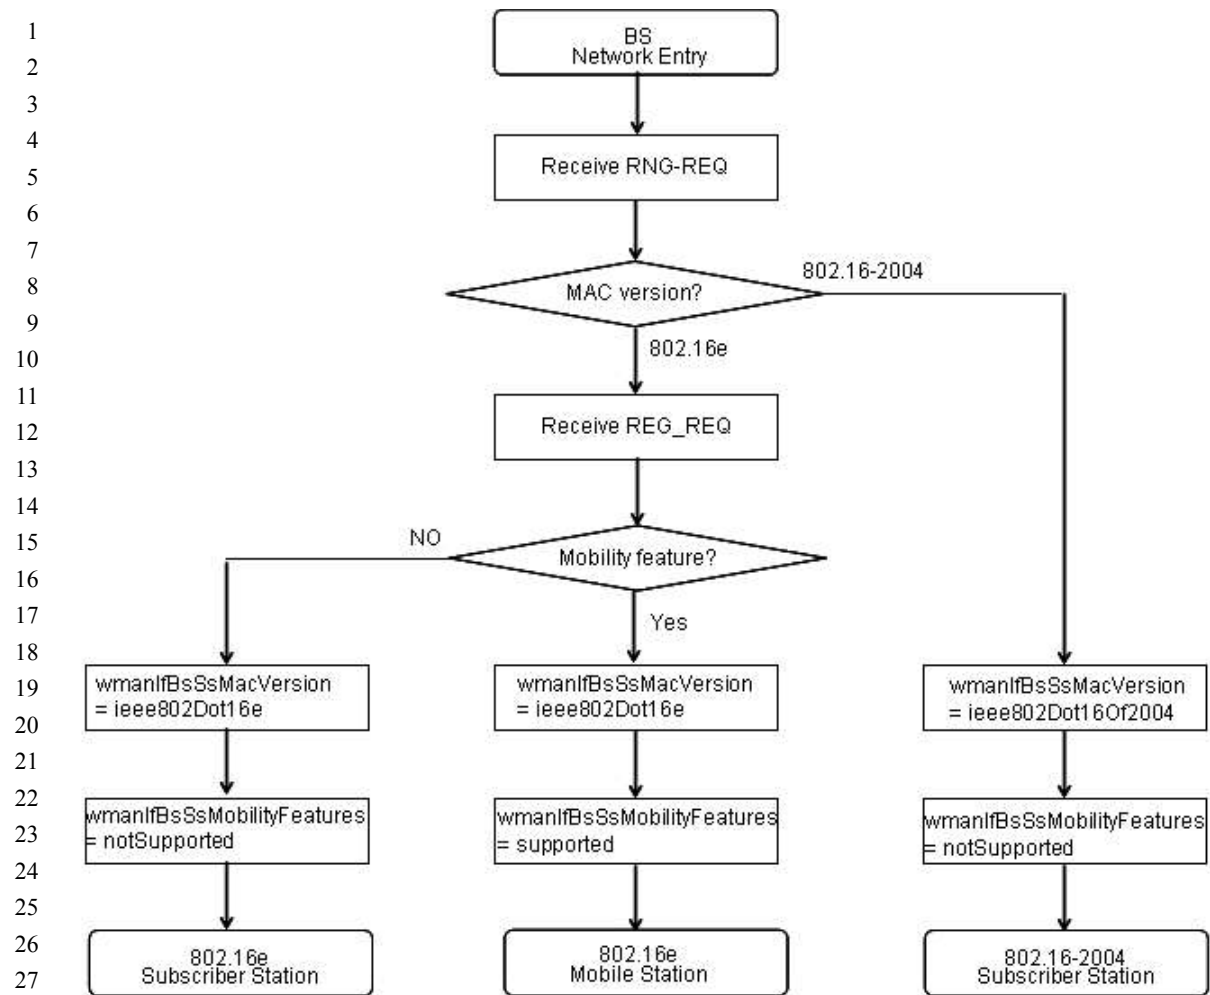 1
2
3
4
5
6
7
8
9
10
11
12
13
14
15
16
17
18
19
20
21
22
23
24
25
26
27
BS
Network Entry
Receive RNG-REQ
MAC version?
802.16-2004
802.16e
Receive REG_REQ
Mobility feature?
NO
Yes
wmanIfBsSsMacVersion
= ieee802Dot16e
wmanIfBsSsMobilityFeatures
= notSupported
802.16e
Subscriber Station
wmanIfBsSsMacVersion
= ieee802Dot16e
wmanIfBsSsMobilityFeatures
= supported
802.16e
Mobile Station
wmanIfBsSsMacVersion
= ieee802Dot16Of2004
wmanIfBsSsMobilityFeatures
= notSupported
802.16-2004
Subscriber Station